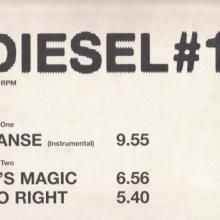 DIESEL #1
RPM
One
ANSE (Instrumental) 9.55
Two
'S MAGIC 6.56
O RIGHT 5.40